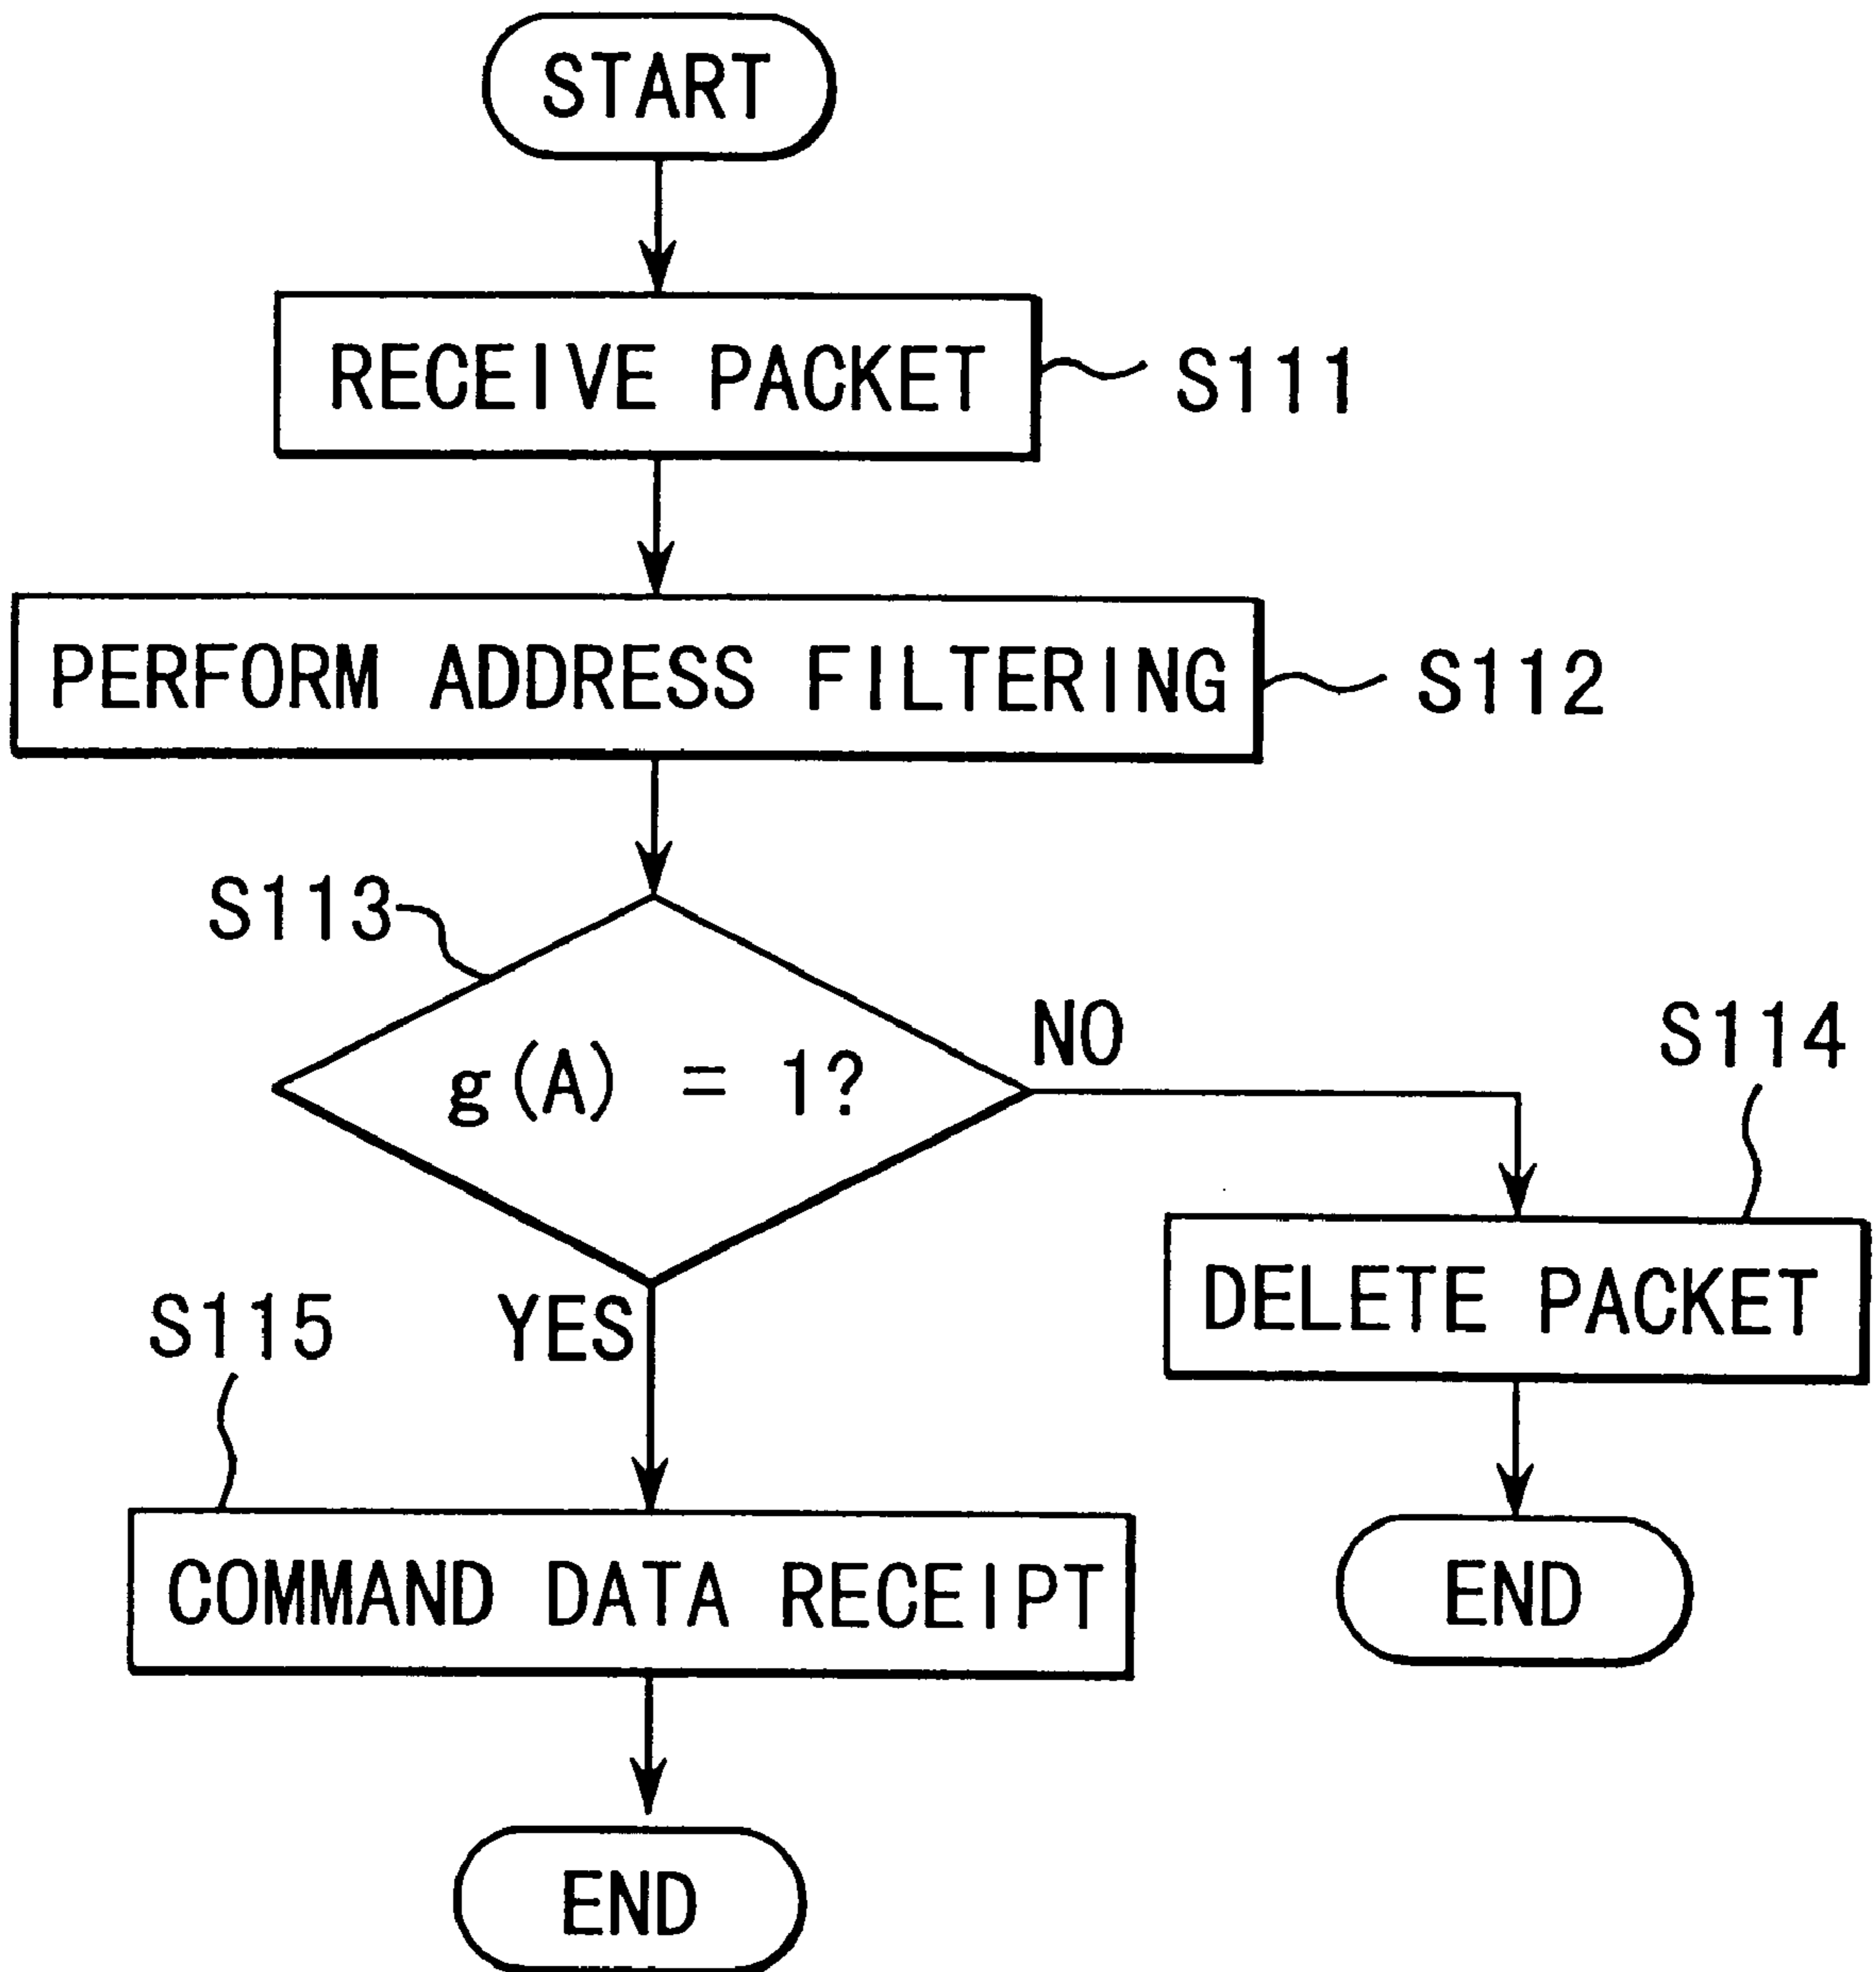 START
RECEIVE PACKET
S111
PERFORM ADDRESS FILTERING
S112
S113
g(A) = 1?
NO
S114
DELETE PACKET
END
YES
S115
COMMAND DATA RECEIPT
END